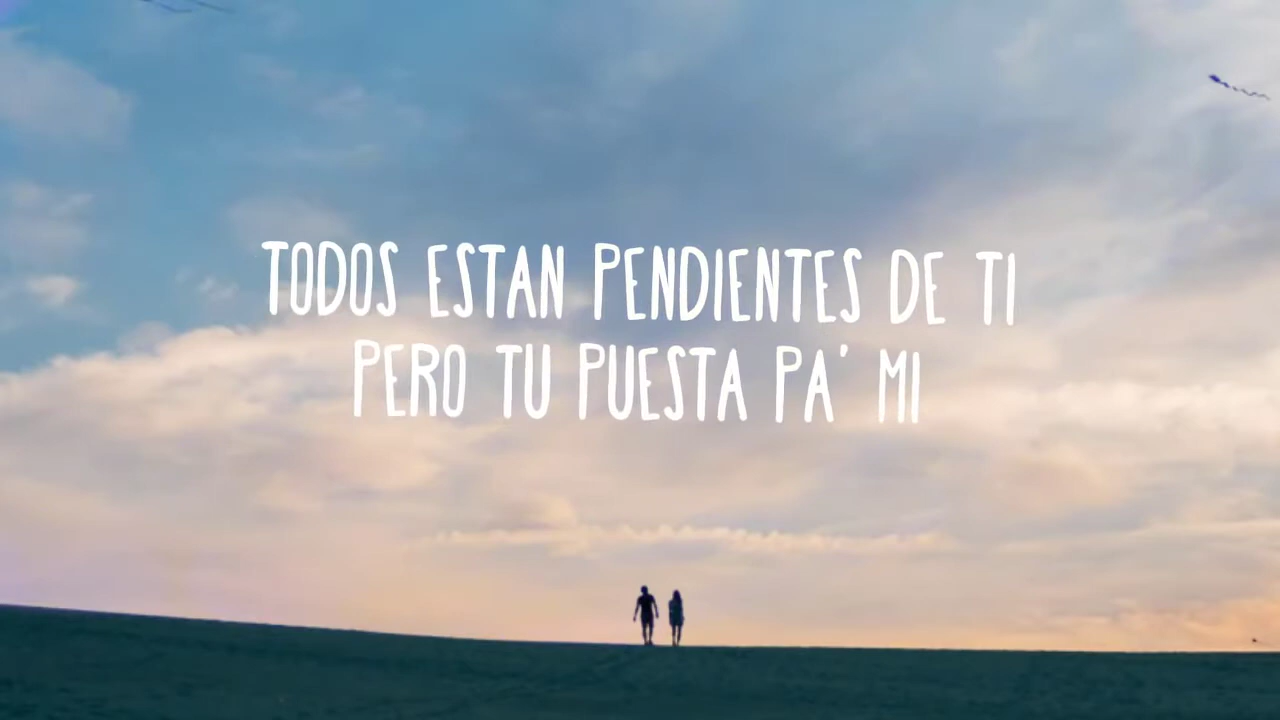 TODOS ESTAN PENDIENTES DE TI
PERO TU PUESTA PA' MI